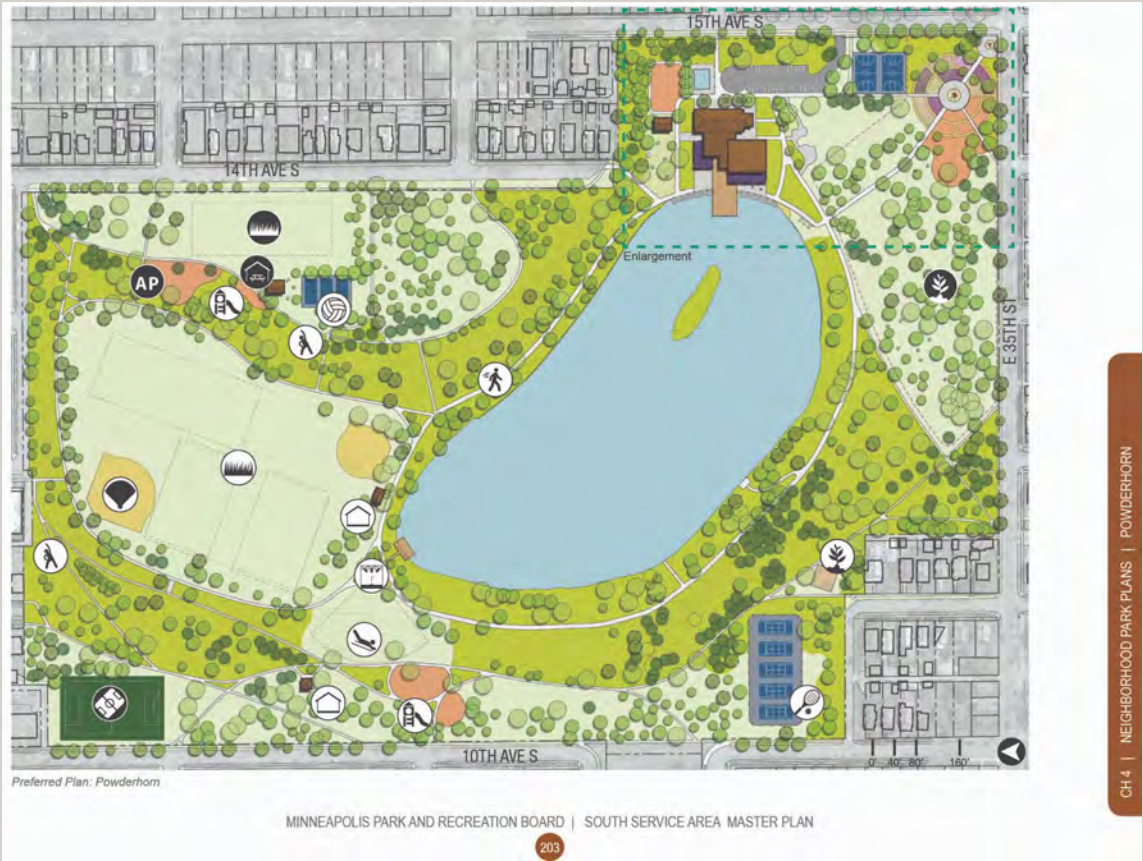 15TH AVE S
14TH AVE S
Enlargement
AP
E 35TH ST
10TH AVE S
0' 40' 80' 160'
Preferred Plan: Powderhorn
MINNEAPOLIS PARK AND RECREATION BOARD | SOUTH SERVICE AREA MASTER PLAN
203
CH 4 | NEIGHBORHOOD PARK PLANS | POWDERHORN